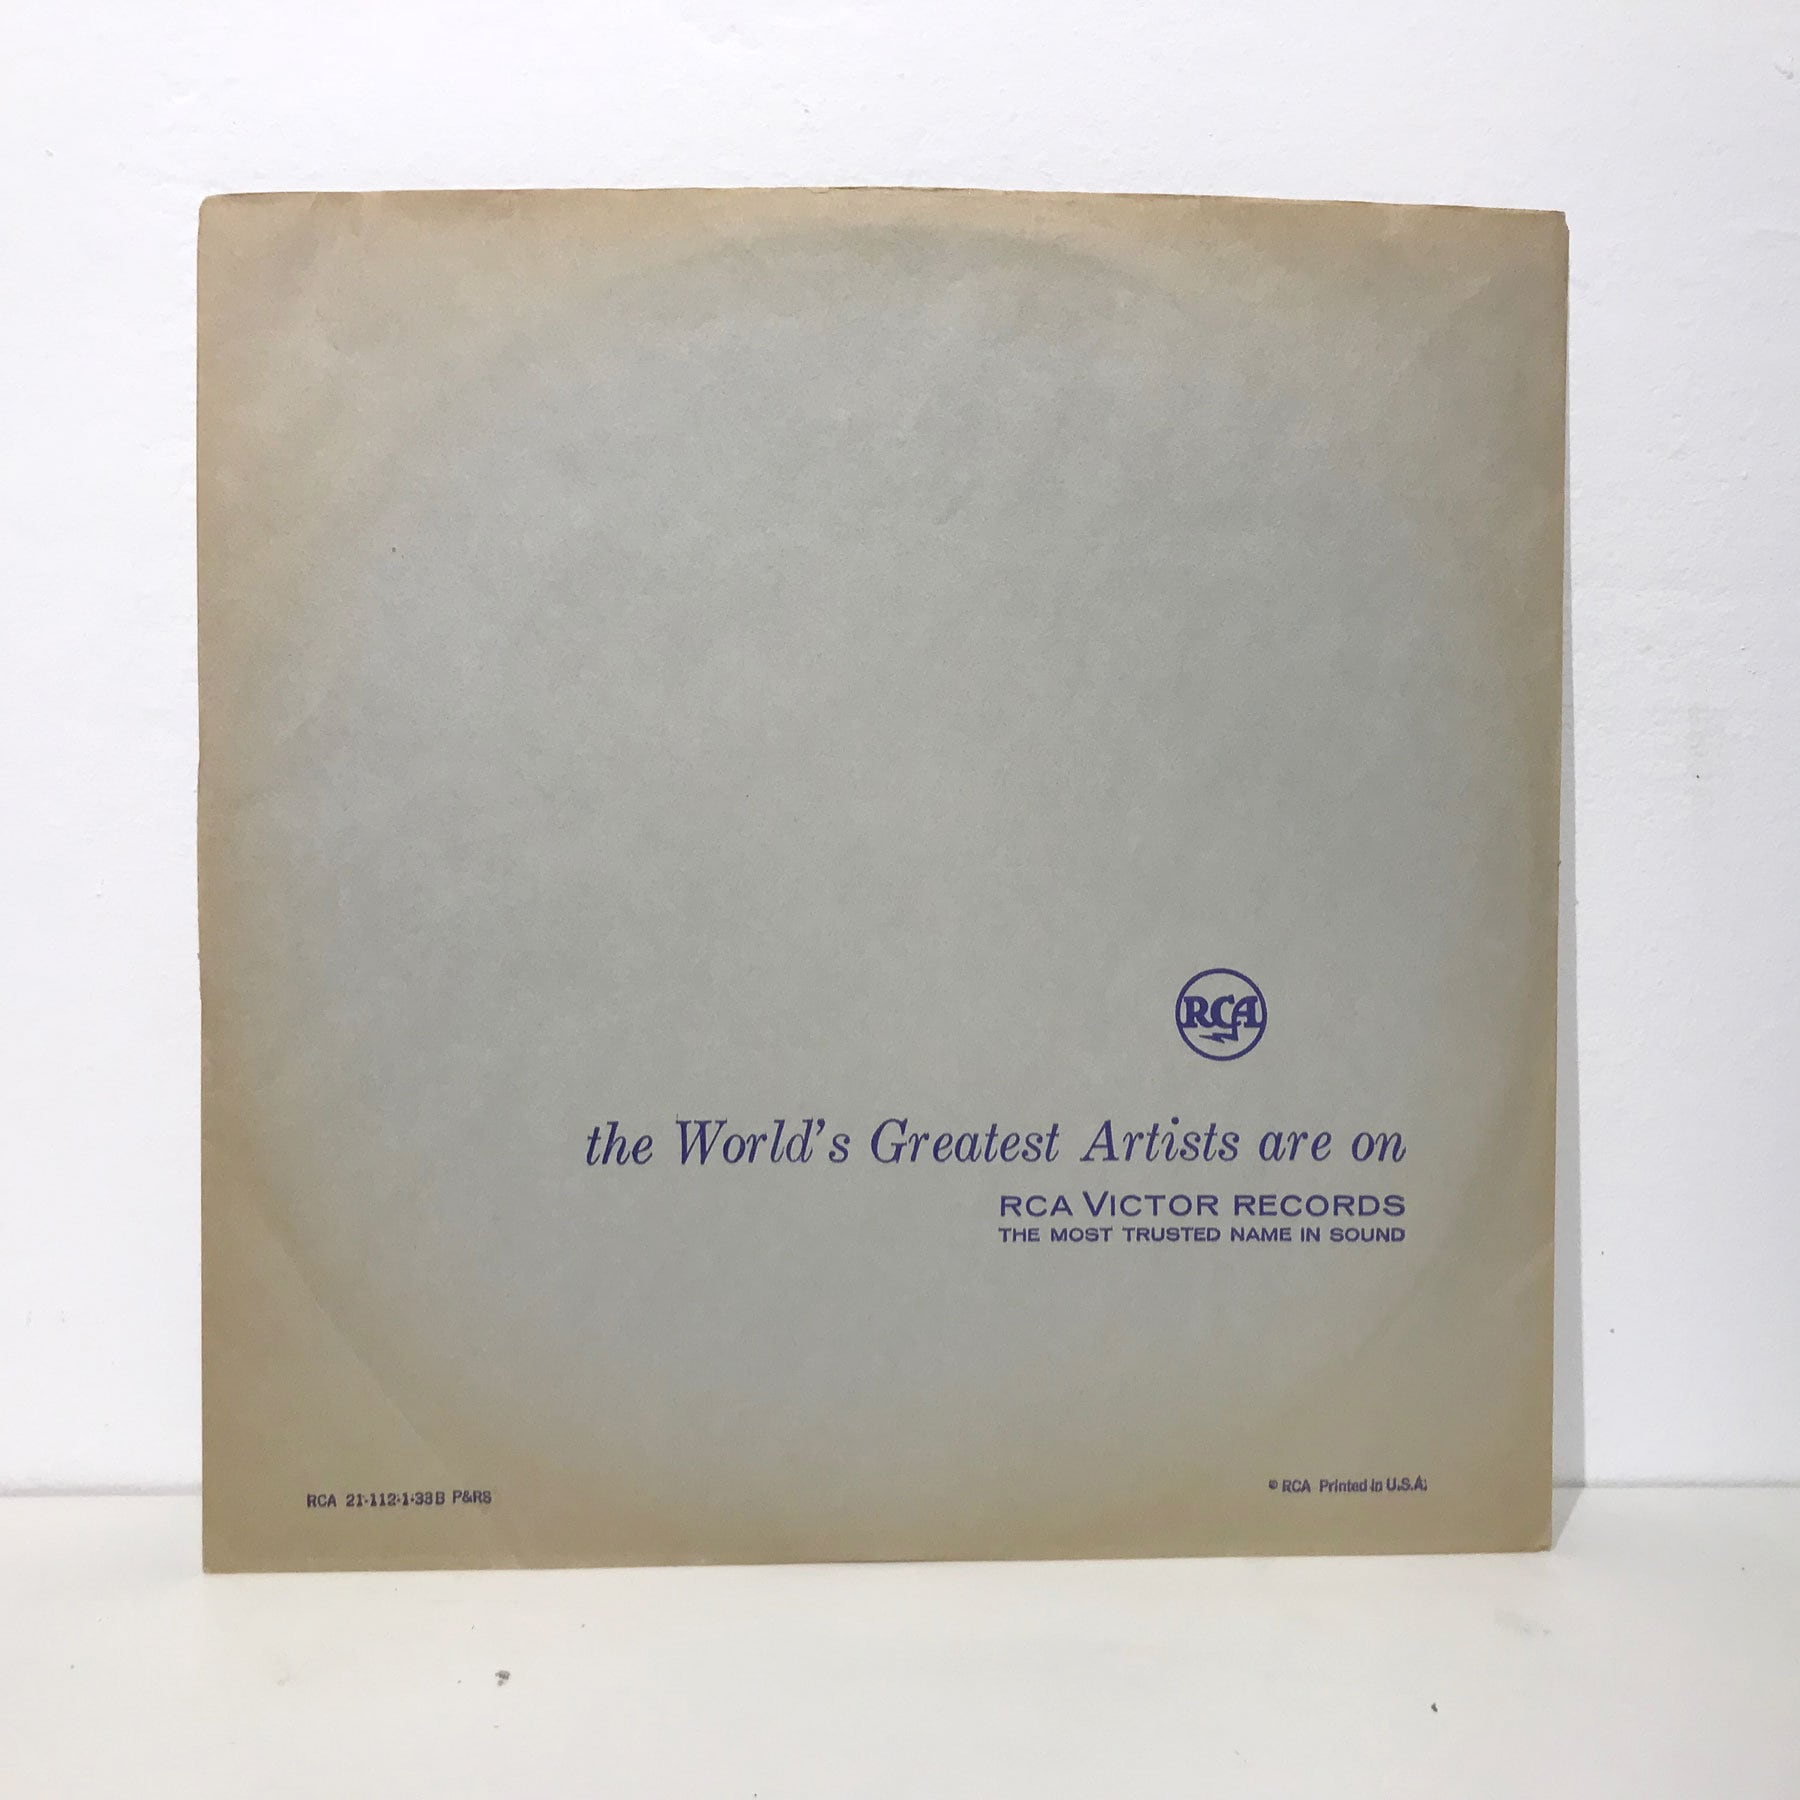 RCA
the World's Greatest Artists are on
RCA VICTOR RECORDS
THE MOST TRUSTED NAME IN SOUND
RCA 21-112-1-33B P&RS
© RCA Printed in U.S.A.